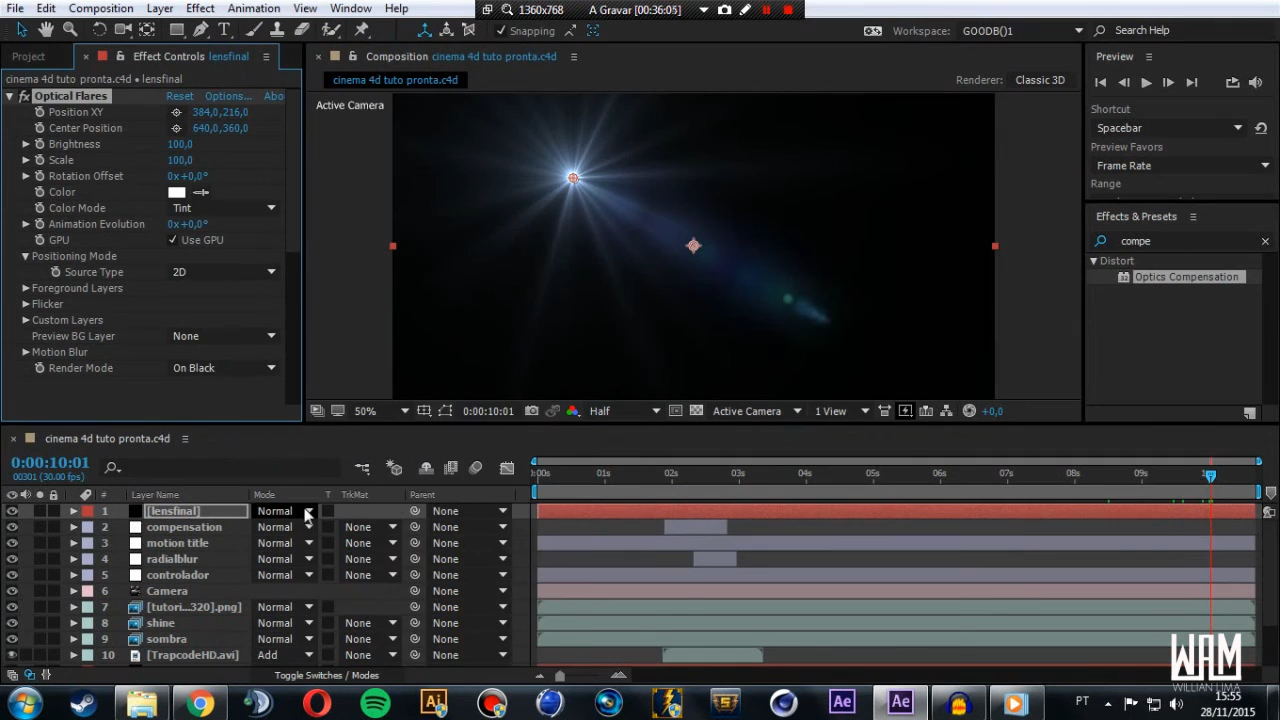 File Edit Composition Layer Effect Animation View Window Help
1360x768 A Gravar [00:36:05]
Snapping Workspace: GOODB()1 Search Help
Project Effect Controls lensfinal
cinema 4d tuto pronta.c4d • lensfinal
fx Optical Flares Reset Options... Abo
Position XY 384,0,216,0
Center Position 640,0,360,0
Brightness 100,0
Scale 100,0
Rotation Offset 0x+0,0°
Color
Color Mode Tint
Animation Evolution 0x+0,0°
GPU Use GPU
Positioning Mode
Source Type 2D
Foreground Layers
Flicker
Custom Layers
Preview BG Layer None
Motion Blur
Render Mode On Black
Composition cinema 4d tuto pronta.c4d
cinema 4d tuto pronta.c4d Renderer: Classic 3D
Active Camera
50% 0:00:10:01 Half Active Camera 1 View +0,0
Preview
Shortcut
Spacebar
Preview Favors
Frame Rate
Range
Effects & Presets
compe
Distort
Optics Compensation
cinema 4d tuto pronta.c4d
0:00:10:01
00301 (30.00 fps)
:00s 01s 02s 03s 04s 05s 06s 07s 08s 09s
# Layer Name Mode T TrkMat Parent
1 [lensfinal] Normal None
2 compensation Normal None None
3 motion title Normal None None
4 radialblur Normal None None
5 controlador Normal None None
6 Camera None
7 [tutori...320].png] Normal None None
8 shine Normal None None
9 sombra Normal None None
10 [TrapcodeHD.avi] Add None None
Toggle Switches / Modes
WAM
WILLIAN LIMA
Ai Ae Ae PT 15:55
28/11/2015